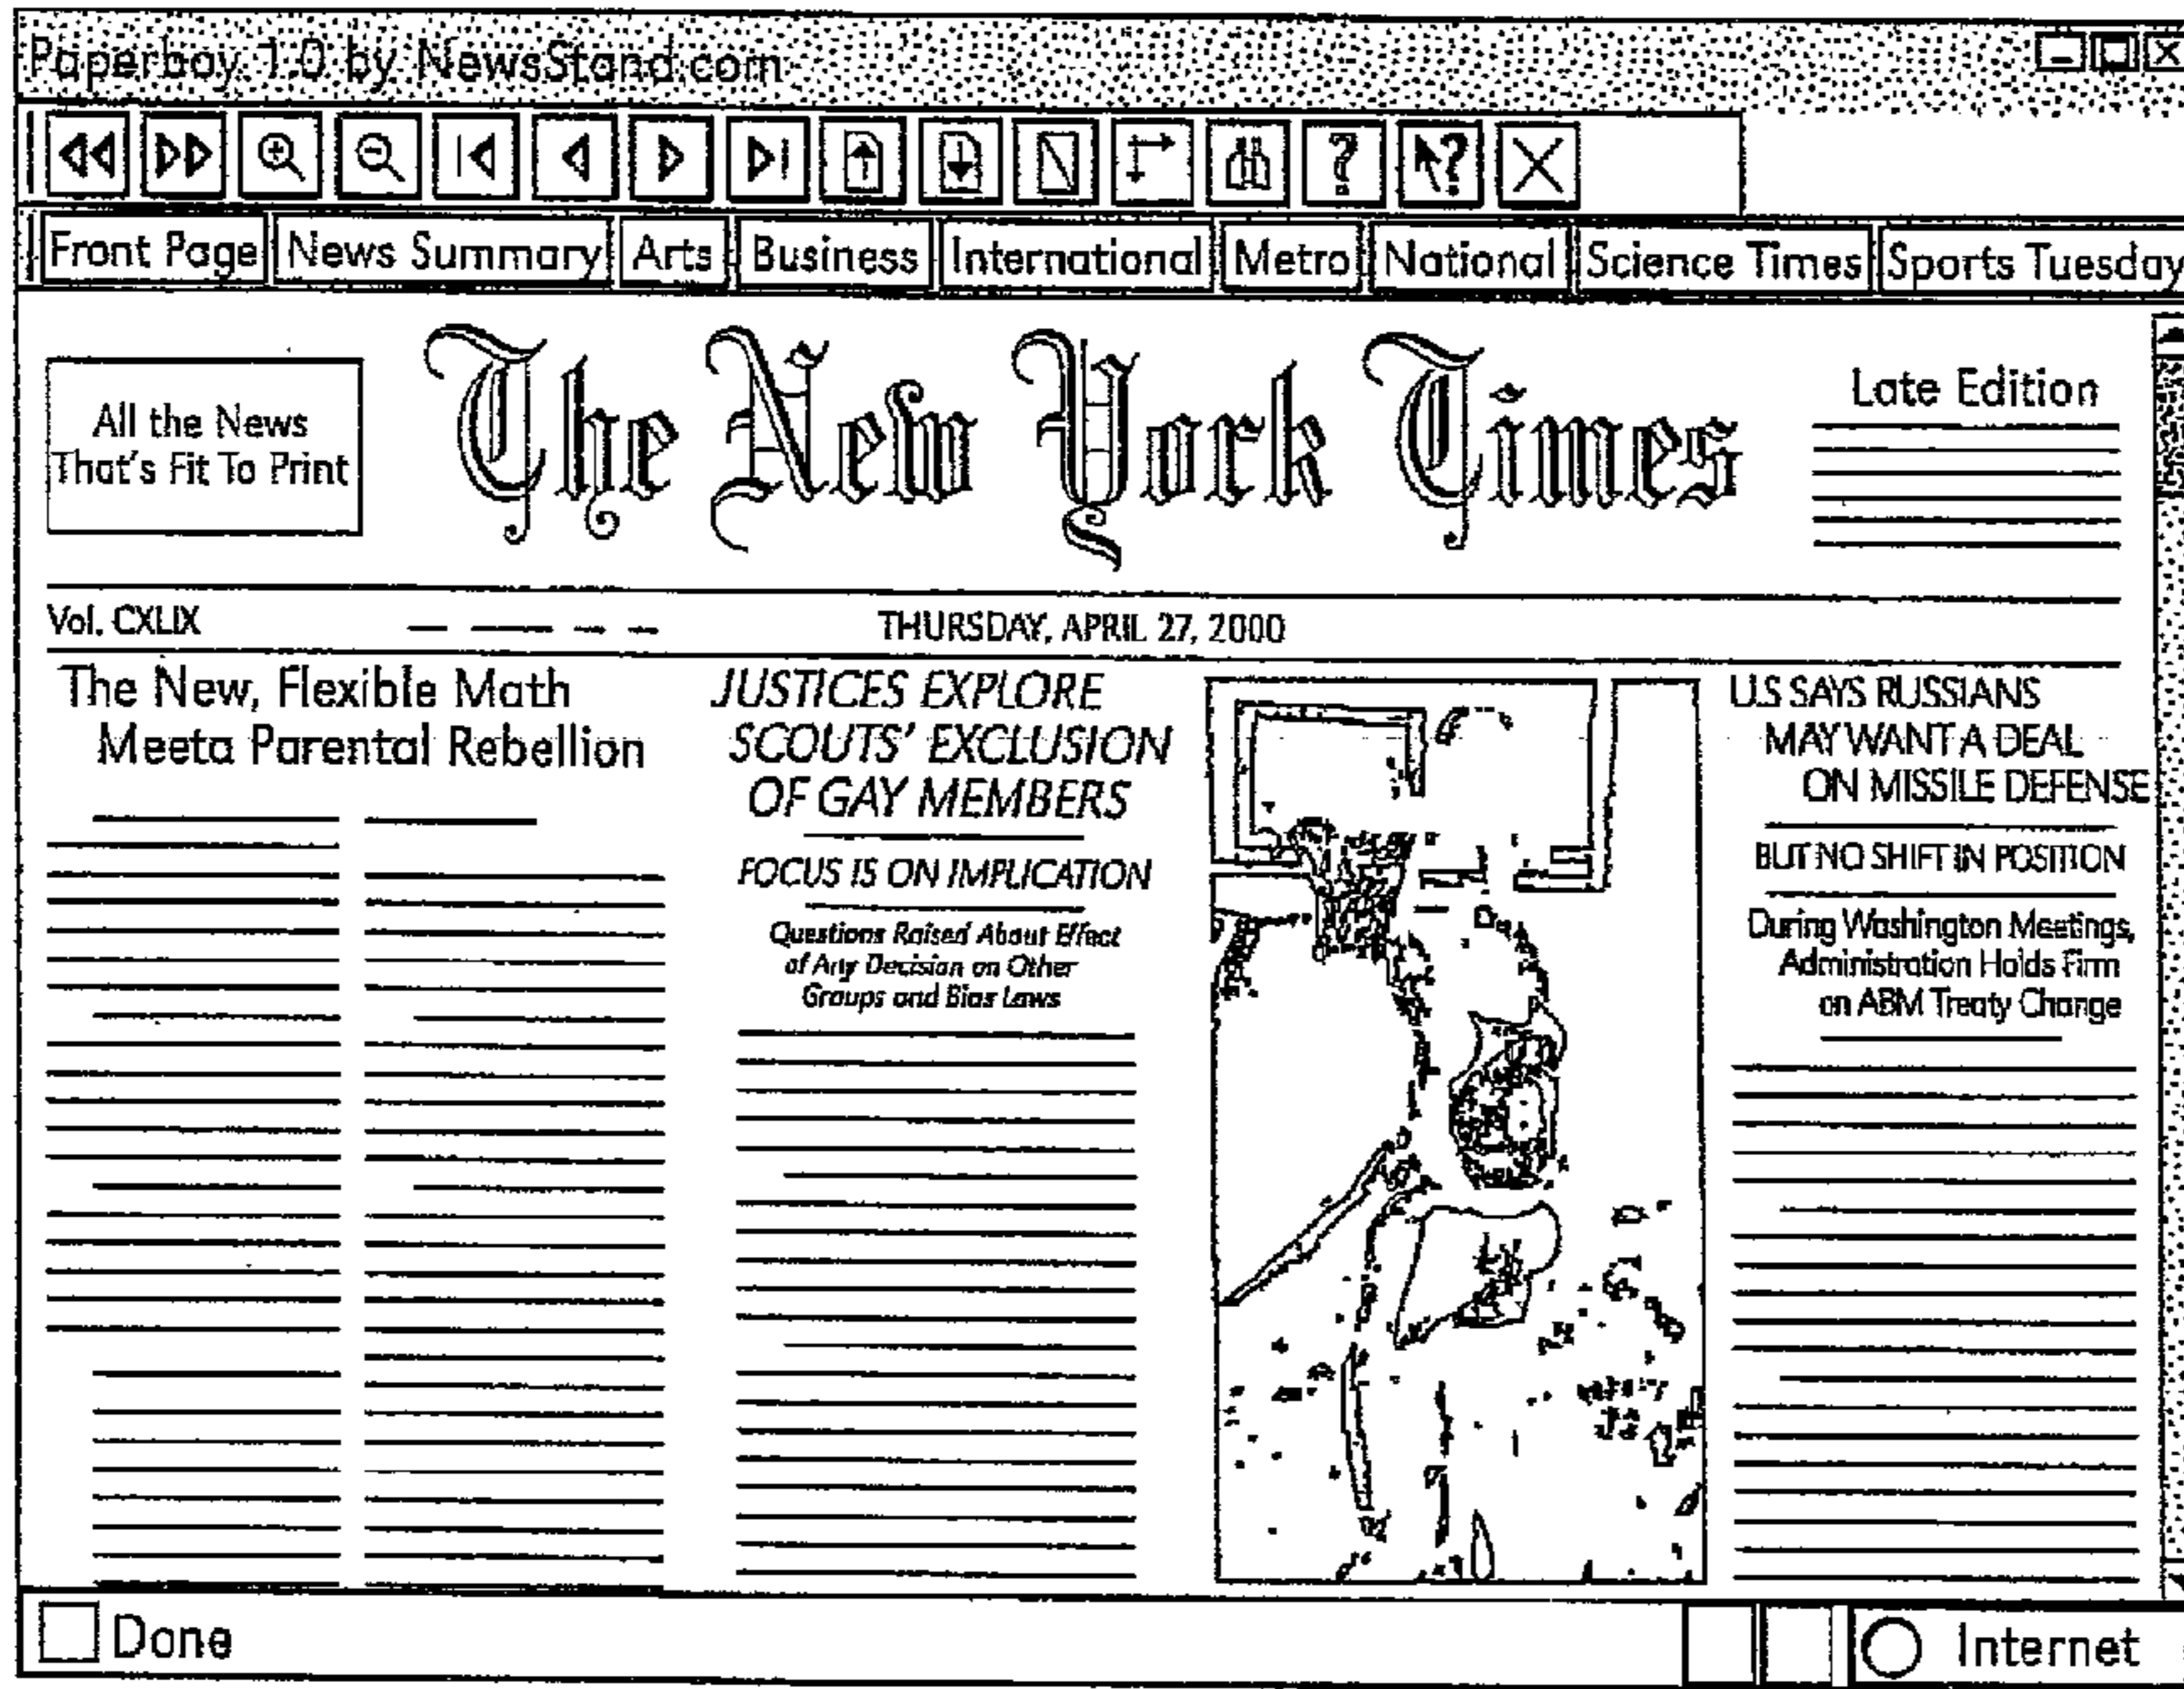 Paperboy 1.0 by NewsStand.com
Front Page News Summary Arts Business International Metro National Science Times Sports Tuesday
All the News
That's Fit To Print
The New York Times
Late Edition
Vol. CXLIX THURSDAY, APRIL 27, 2000
The New, Flexible Math
Meeta Parental Rebellion
JUSTICES EXPLORE
SCOUTS' EXCLUSION
OF GAY MEMBERS
FOCUS IS ON IMPLICATION
Questions Raised About Effect
of Any Decision on Other
Groups and Bias Laws
U.S SAYS RUSSIANS
MAY WANT A DEAL
ON MISSILE DEFENSE
BUT NO SHIFT IN POSITION
During Washington Meetings,
Administration Holds Firm
on ABM Treaty Change
Done
Internet